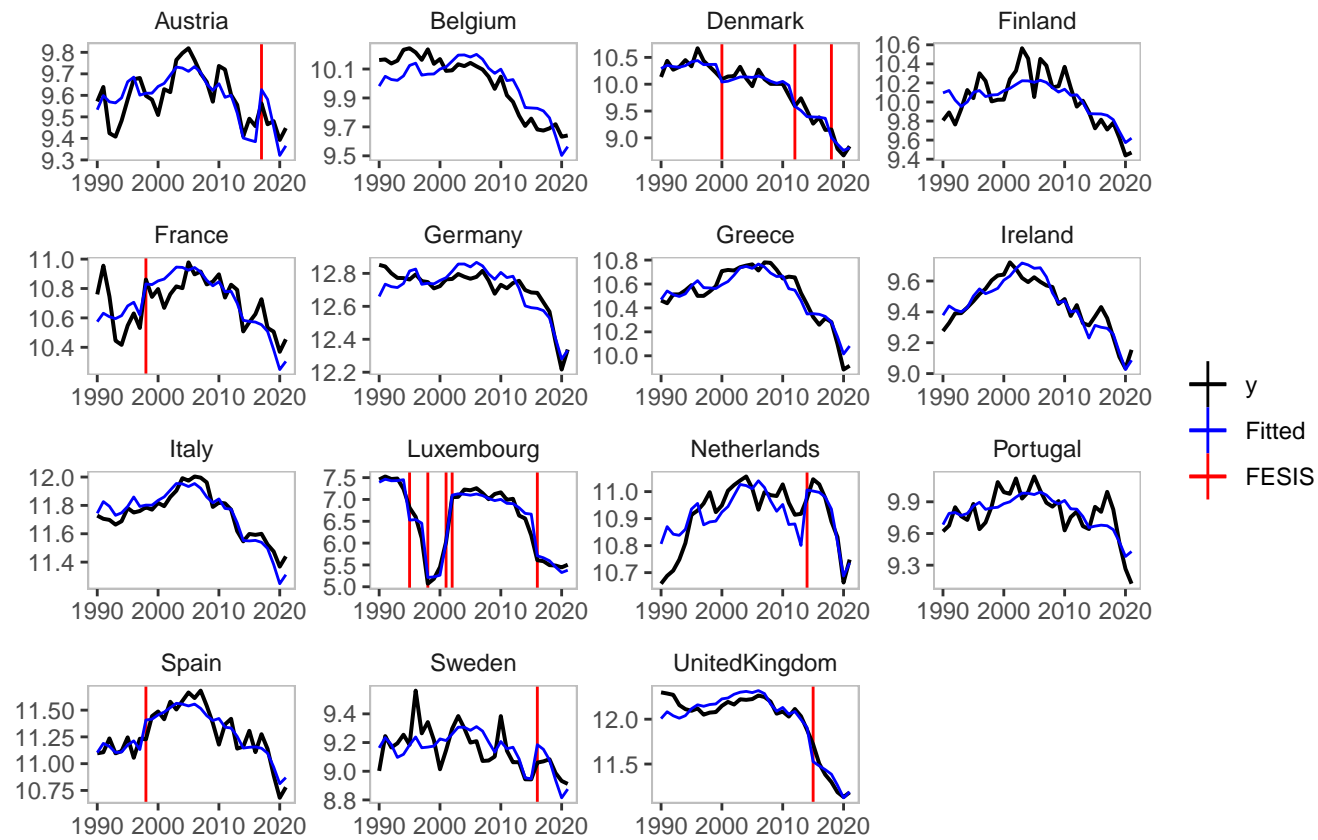 Austria Belgium Denmark Finland
9.8 9.7 9.6 9.5 9.4 9.3
10.1 9.9 9.7 9.5
10.5 10.0 9.5 9.0
10.6 10.4 10.2 10.0 9.8 9.6 9.4
1990 2000 2010 2020 1990 2000 2010 2020 1990 2000 2010 2020 1990 2000 2010 2020
France Germany Greece Ireland
11.0 10.8 10.6 10.4
12.8 12.6 12.4 12.2
10.8 10.6 10.4 10.2 10.0
9.6 9.4 9.2 9.0
1990 2000 2010 2020 1990 2000 2010 2020 1990 2000 2010 2020 1990 2000 2010 2020
y
Fitted
FESIS
Italy Luxembourg Netherlands Portugal
12.0 11.8 11.6 11.4
7.5 7.0 6.5 6.0 5.5 5.0
11.0 10.9 10.8 10.7
9.9 9.6 9.3
1990 2000 2010 2020 1990 2000 2010 2020 1990 2000 2010 2020 1990 2000 2010 2020
Spain Sweden UnitedKingdom
11.50 11.25 11.00 10.75
9.4 9.2 9.0 8.8
12.0 11.5
1990 2000 2010 2020 1990 2000 2010 2020 1990 2000 2010 2020